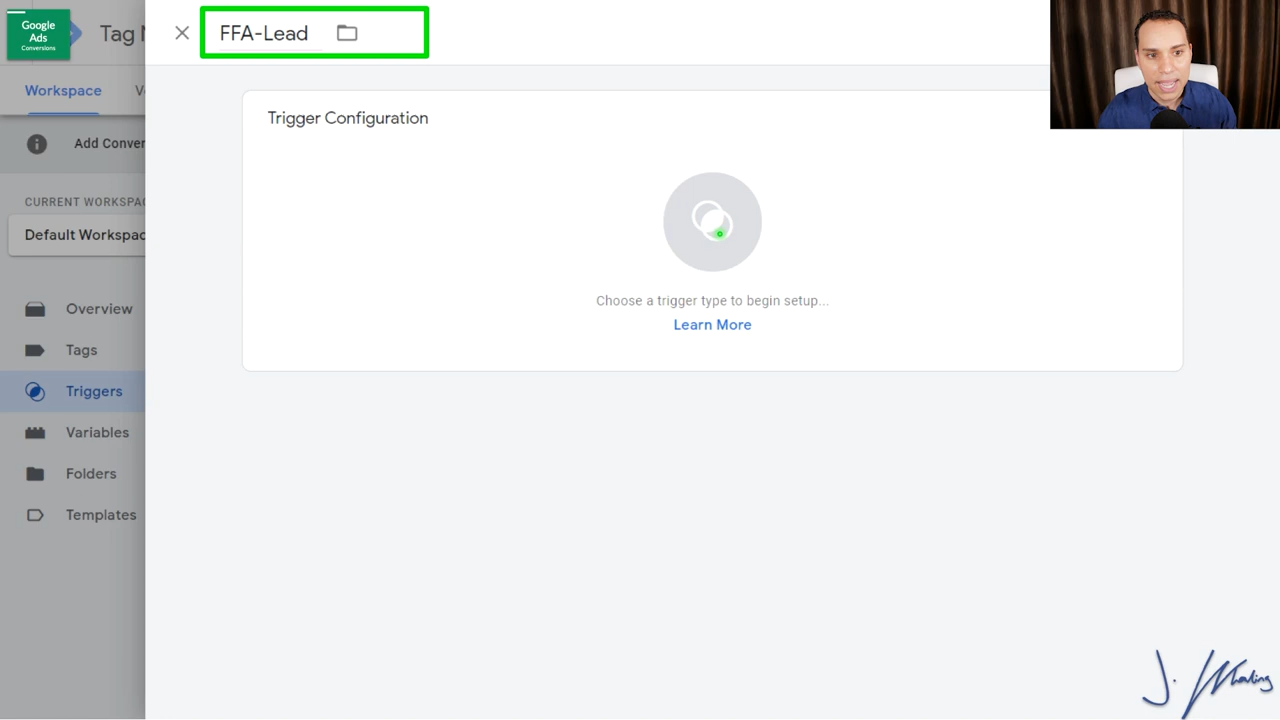 Google
Ads
Conversions
Tag
FFA-Lead
Workspace
Trigger Configuration
Add Conver
CURRENT WORKSPAC
Default Workspac
Choose a trigger type to begin setup...
Learn More
Overview
Tags
Triggers
Variables
Folders
Templates